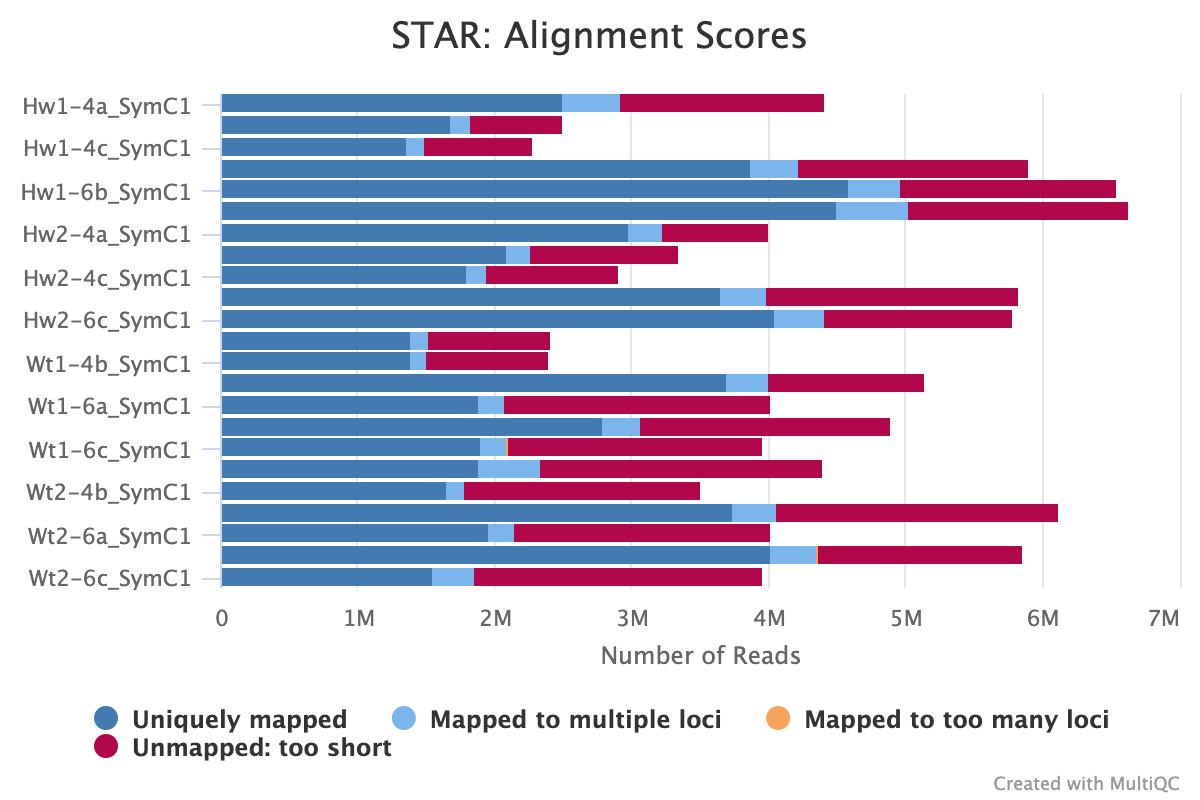 STAR: Alignment Scores
Hw1-4a_SymC1
Hw1-4c_SymC1
Hw1-6b_SymC1
Hw2-4a_SymC1
Hw2-4c_SymC1
Hw2-6c_SymC1
Wt1-4b_SymC1
Wt1-6a_SymC1
Wt1-6c_SymC1
Wt2-4b_SymC1
Wt2-6a_SymC1
Wt2-6c_SymC1
0 1M 2M 3M 4M 5M 6M 7M
Number of Reads
Uniquely mapped Mapped to multiple loci Mapped to too many loci
Unmapped: too short
Created with MultiQC